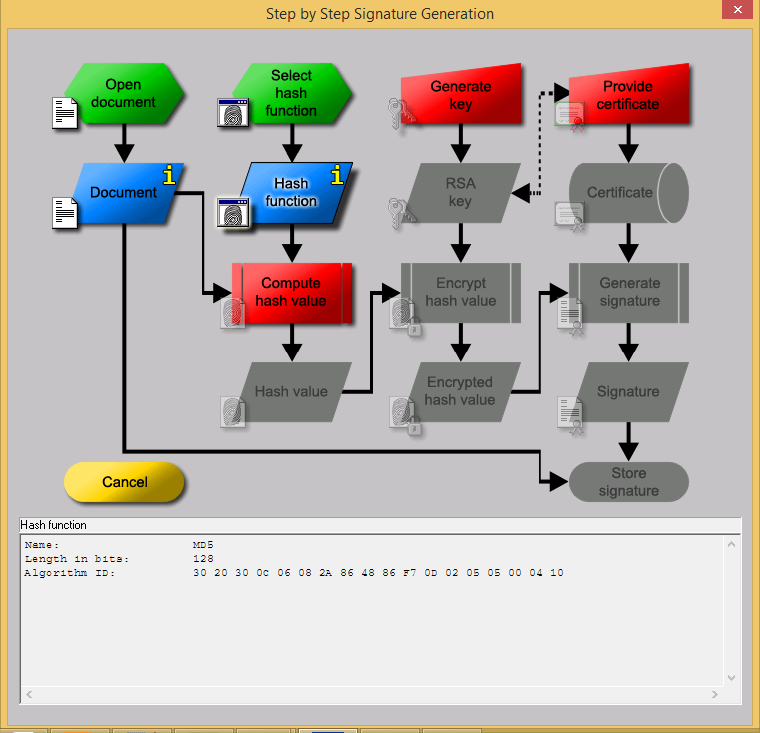 Step by Step Signature Generation
Open
document
Select
hash
function
Generate
key
Provide
certificate
Document
i
Hash
function
i
RSA
key
Certificate
Compute
hash value
Encrypt
hash value
Generate
signature
Hash value
Encrypted
hash value
Signature
Cancel
Store
signature
Hash function
Name: MD5
Length in bits: 128
Algorithm ID: 30 20 30 0C 06 08 2A 86 48 86 F7 0D 02 05 05 00 04 10